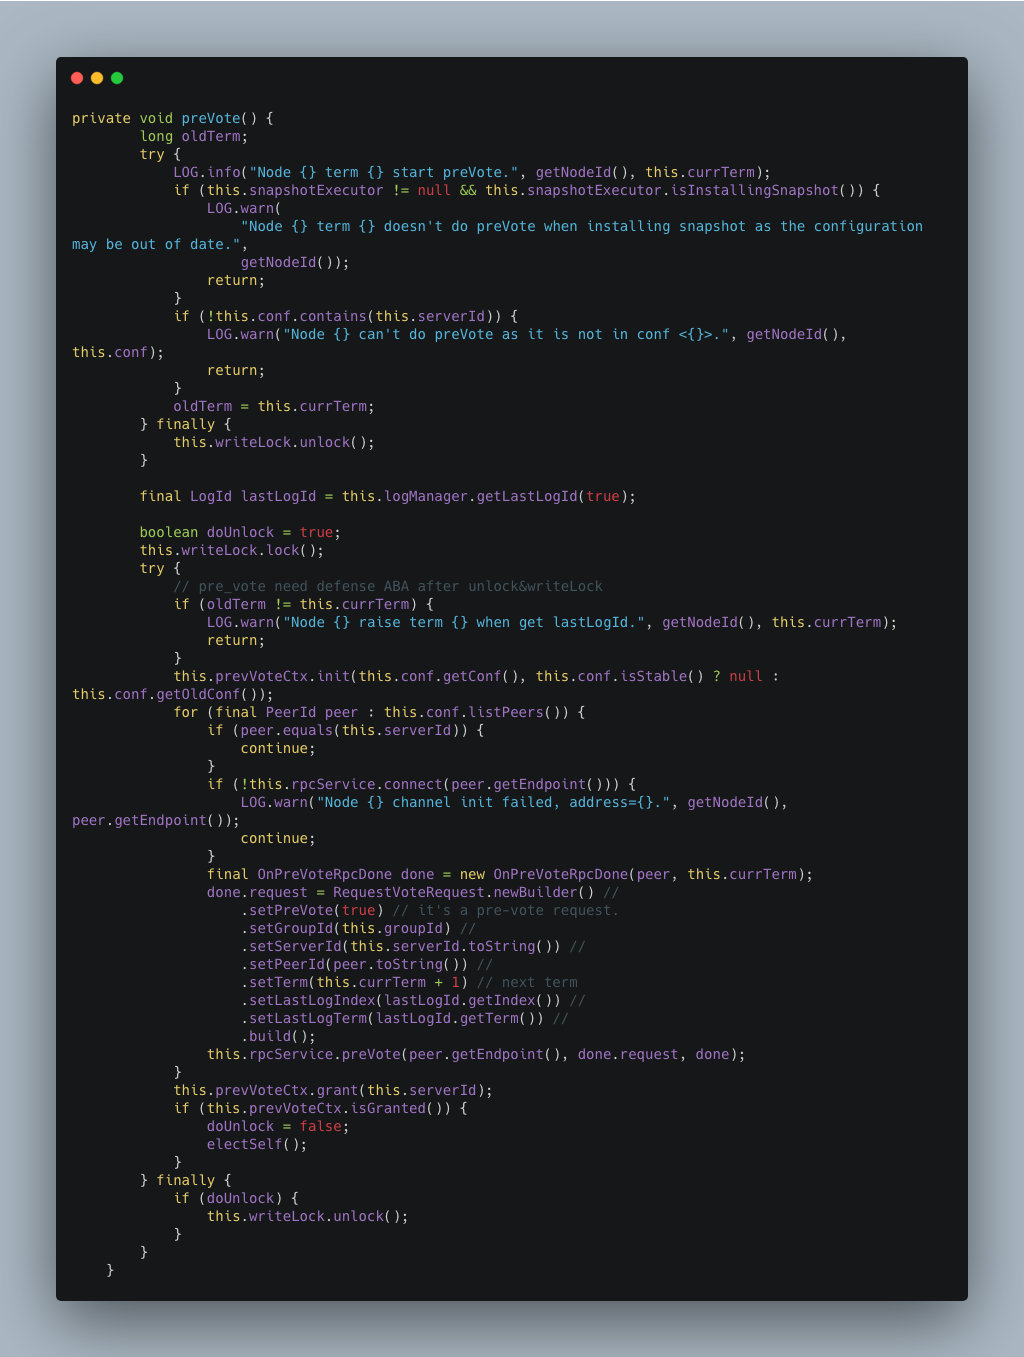 private void preVote() {
        long oldTerm;
        try {
            LOG.info("Node {} term {} start preVote.", getNodeId(), this.currTerm);
            if (this.snapshotExecutor != null && this.snapshotExecutor.isInstallingSnapshot()) {
                LOG.warn(
                    "Node {} term {} doesn't do preVote when installing snapshot as the configuration
may be out of date.",
                    getNodeId());
                return;
            }
            if (!this.conf.contains(this.serverId)) {
                LOG.warn("Node {} can't do preVote as it is not in conf <{}>.", getNodeId(),
this.conf);
                return;
            }
            oldTerm = this.currTerm;
        } finally {
            this.writeLock.unlock();
        }

        final LogId lastLogId = this.logManager.getLastLogId(true);

        boolean doUnlock = true;
        this.writeLock.lock();
        try {
            // pre_vote need defense ABA after unlock&writeLock
            if (oldTerm != this.currTerm) {
                LOG.warn("Node {} raise term {} when get lastLogId.", getNodeId(), this.currTerm);
                return;
            }
            this.prevVoteCtx.init(this.conf.getConf(), this.conf.isStable() ? null :
this.conf.getOldConf());
            for (final PeerId peer : this.conf.listPeers()) {
                if (peer.equals(this.serverId)) {
                    continue;
                }
                if (!this.rpcService.connect(peer.getEndpoint())) {
                    LOG.warn("Node {} channel init failed, address={}.", getNodeId(),
peer.getEndpoint());
                    continue;
                }
                final OnPreVoteRpcDone done = new OnPreVoteRpcDone(peer, this.currTerm);
                done.request = RequestVoteRequest.newBuilder() //
                    .setPreVote(true) // it's a pre-vote request.
                    .setGroupId(this.groupId) //
                    .setServerId(this.serverId.toString()) //
                    .setPeerId(peer.toString()) //
                    .setTerm(this.currTerm + 1) // next term
                    .setLastLogIndex(lastLogId.getIndex()) //
                    .setLastLogTerm(lastLogId.getTerm()) //
                    .build();
                this.rpcService.preVote(peer.getEndpoint(), done.request, done);
            }
            this.prevVoteCtx.grant(this.serverId);
            if (this.prevVoteCtx.isGranted()) {
                doUnlock = false;
                electSelf();
            }
        } finally {
            if (doUnlock) {
                this.writeLock.unlock();
            }
        }
    }